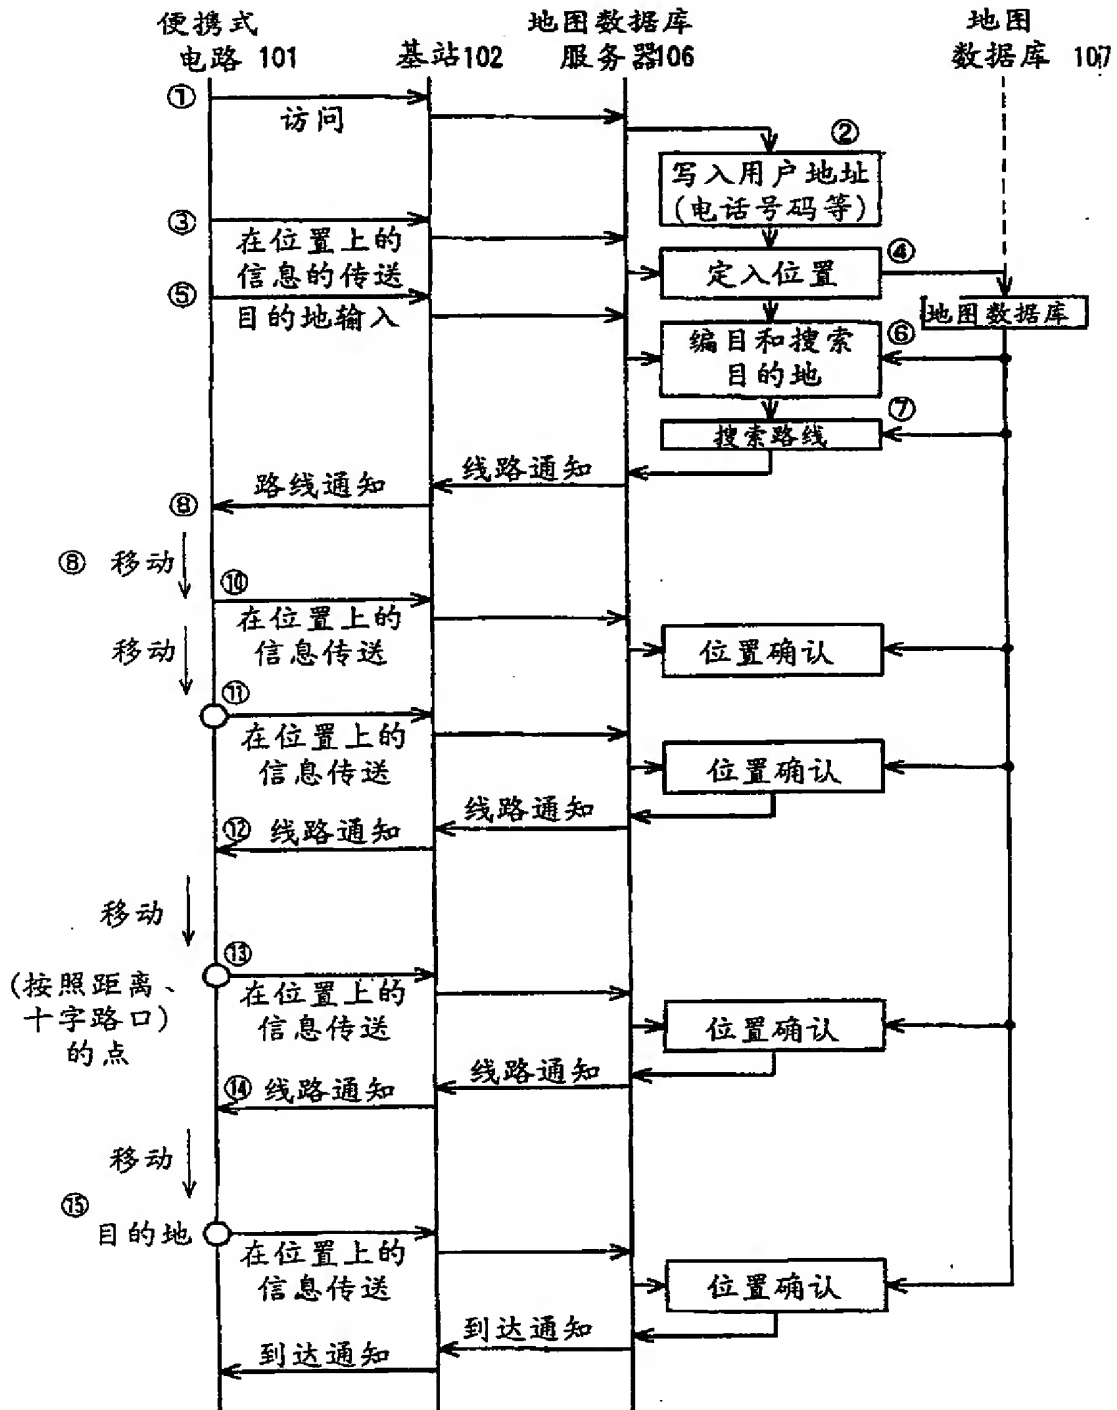 便携式
电路 101
基站102
地图数据库
服务器106
地图
数据库 107
①
访问
②
写入用户地址
(电话号码等)
③
在位置上的
信息的传送
④
定入位置
⑤
目的地输入
地图数据库
⑥
编目和搜索
目的地
⑦
搜索路线
线路通知
路线通知
⑧
⑧ 移动
⑩
在位置上的
信息传送
移动
位置确认
⑪
在位置上的
信息传送
位置确认
线路通知
⑫ 线路通知
移动
⑬
(按照距离、
十字路口)
的点
在位置上的
信息传送
位置确认
线路通知
⑭ 线路通知
移动
⑮
目的地
在位置上的
信息传送
位置确认
到达通知
到达通知